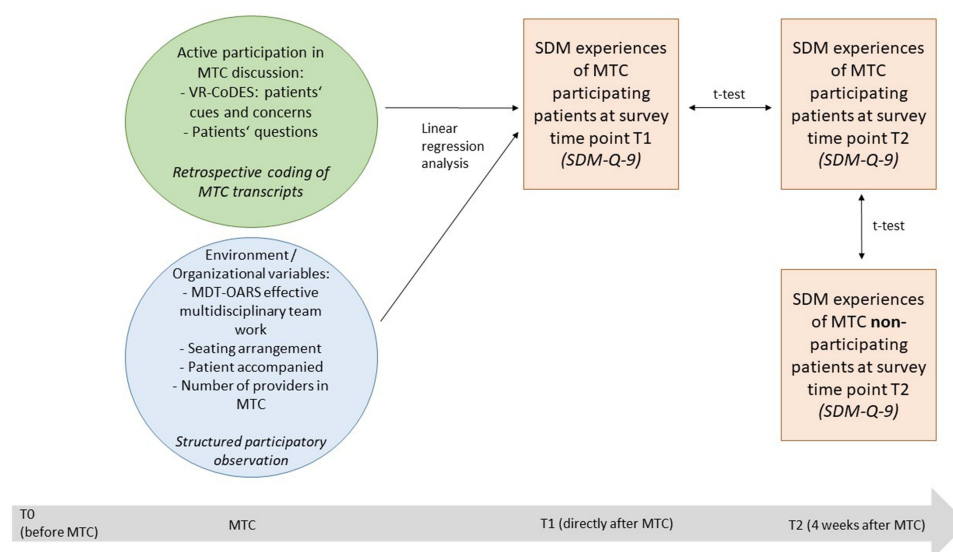 Active participation in
MTC discussion:
- VR-CoDES: patients‘
cues and concerns
- Patients‘ questions
Retrospective coding of
MTC transcripts
Environment/
Organizational variables:
- MDT-OARS effective
multidisciplinary team
work
- Seating arrangement
- Patient accompanied
- Number of providers in
MTC
Structured participatory
observation
Linear
regression
analysis
SDM experiences
of MTC
participating
patients at survey
time point T1
(SDM-Q-9)
t-test
SDM experiences
of MTC
participating
patients at survey
time point T2
(SDM-Q-9)
t-test
SDM experiences
of MTC non-
participating
patients at survey
time point T2
(SDM-Q-9)
T0
(before MTC)
MTC
T1 (directly after MTC)
T2 (4 weeks after MTC)